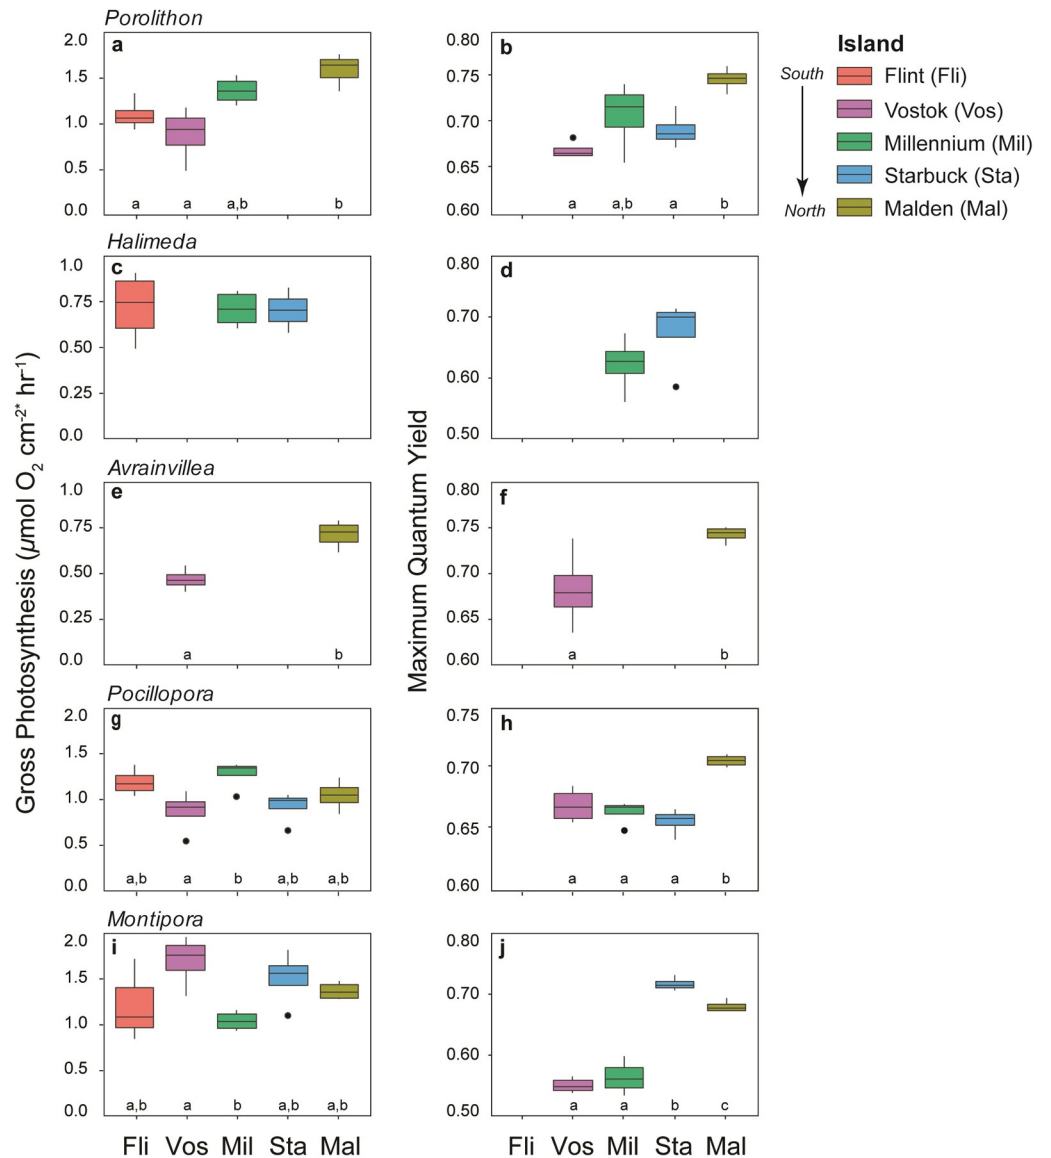 Porolithon
a
2.0
1.5
1.0
0.5
0.0
a
a
a,b
b
b
0.80
0.75
0.70
0.65
0.60
a
a,b
a
b
Island
South
North
Flint (Fli)
Vostok (Vos)
Millennium (Mil)
Starbuck (Sta)
Malden (Mal)
Halimeda
c
1.0
0.75
0.50
0.25
0.0
d
0.80
0.70
0.60
0.50
Gross Photosynthesis (µmol O2 cm-2* hr-1)
Maximum Quantum Yield
Avrainvillea
e
1.0
0.75
0.50
0.25
0.0
a
b
f
0.80
0.75
0.70
0.65
0.60
a
b
Pocillopora
g
2.0
1.5
1.0
0.5
0.0
a,b
a
b
a,b
a,b
h
0.75
0.70
0.65
0.60
a
a
a
b
Montipora
i
2.0
1.5
1.0
0.5
0.0
a,b
a
b
a,b
a,b
j
0.80
0.70
0.60
0.50
a
a
b
c
Fli Vos Mil Sta Mal
Fli Vos Mil Sta Mal